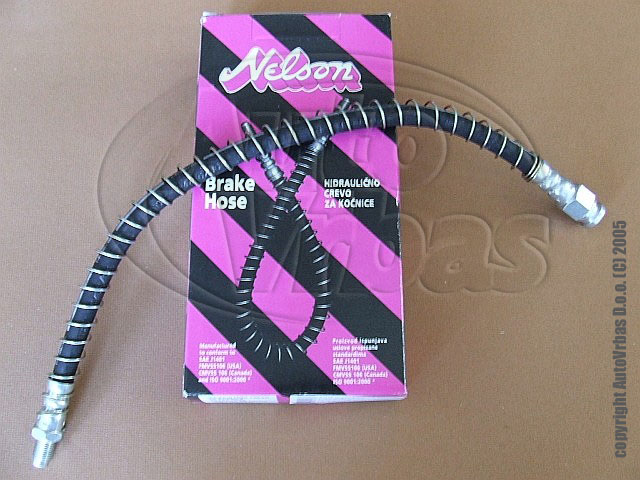 Nelson
Brake
Hose
HIDRAULIČNO
CREVO
ZA KOČNICE
Auto
Vrbas
Manufactured
to conform to
SAE J1401
FMVSS106 (USA)
CMVSS 106 (Canada)
and ISO 9001:2000
Proizvod ispunjava
uslove propisane
standardima
SAE J1401
FMVSS106 (USA)
CMVSS 106 (Canada)
ISO 9001:2000
copyright AutoVrbas D.o.o. (C) 2005